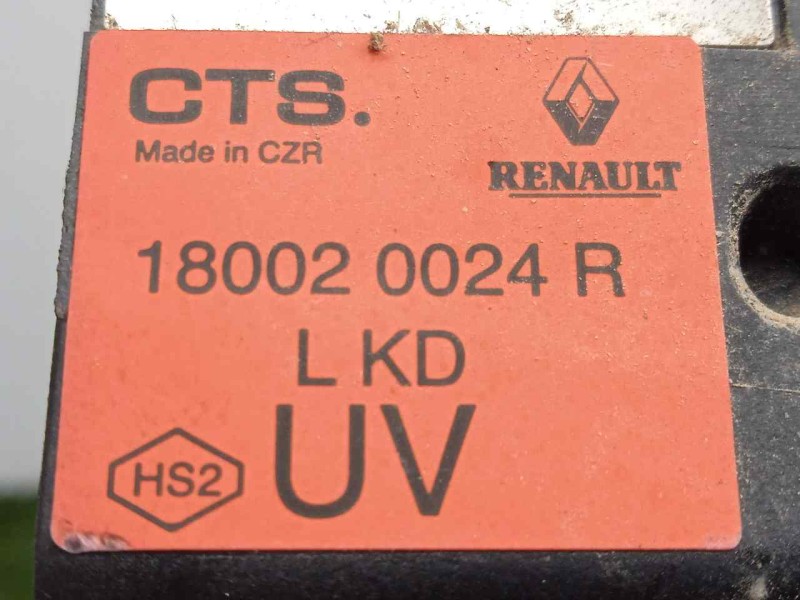 CTS.
Made in CZR
RENAULT
18002 0024 R
L KD
UV
HS2